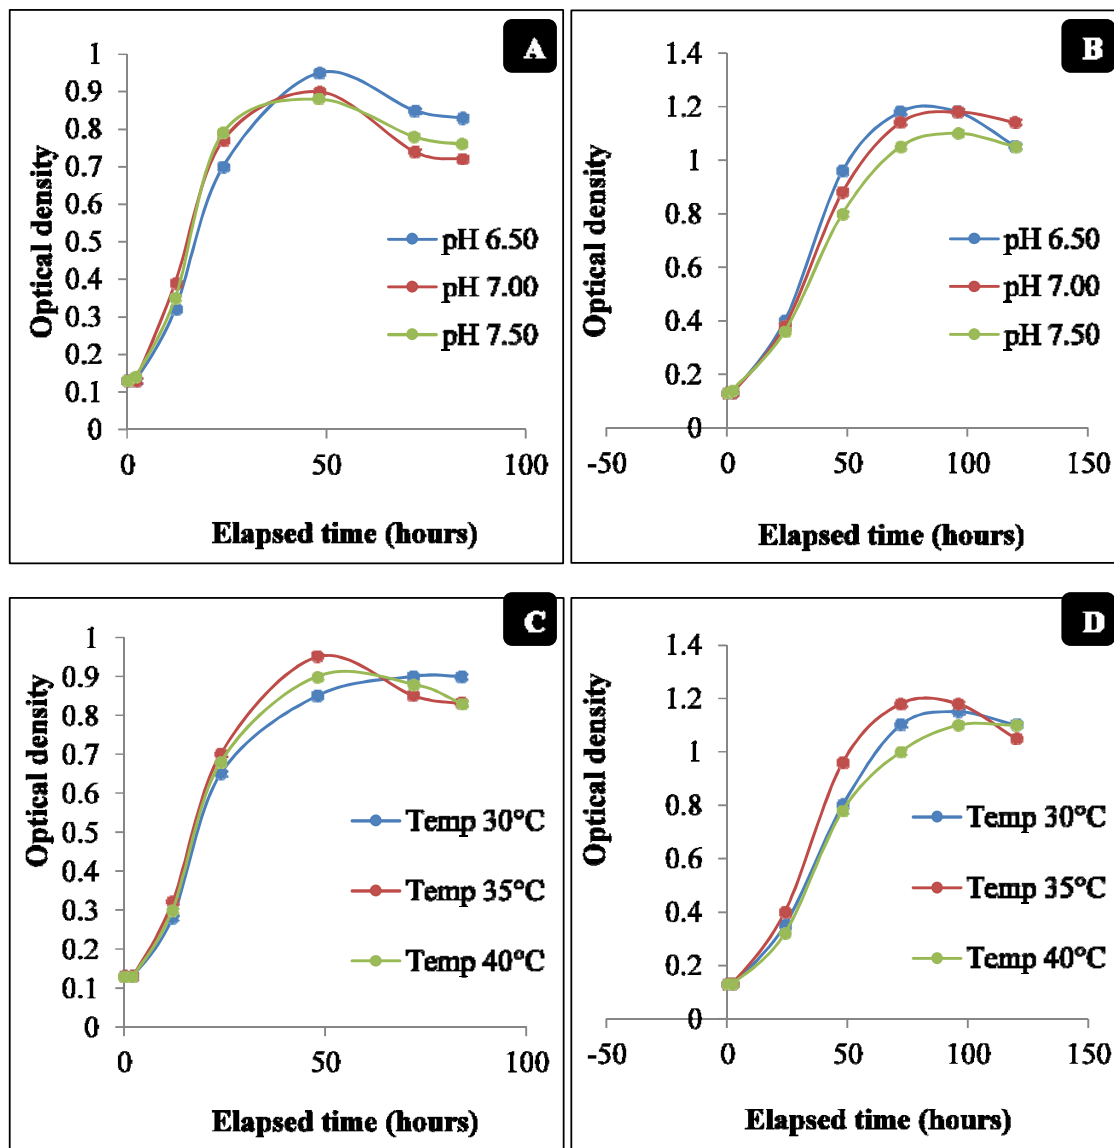 A
Optical density
1
0.9
0.8
0.7
0.6
0.5
0.4
0.3
0.2
0.1
0
0
50
100
pH 6.50
pH 7.00
pH 7.50
Elapsed time (hours)
B
Optical density
1.4
1.2
1
0.8
0.6
0.4
0.2
0
-50
0
50
100
150
pH 6.50
pH 7.00
pH 7.50
Elapsed time (hours)
C
Optical density
1
0.9
0.8
0.7
0.6
0.5
0.4
0.3
0.2
0.1
0
0
50
100
Temp 30°C
Temp 35°C
Temp 40°C
Elapsed time (hours)
D
Optical density
1.4
1.2
1
0.8
0.6
0.4
0.2
0
-50
0
50
100
150
Temp 30°C
Temp 35°C
Temp 40°C
Elapsed time (hours)